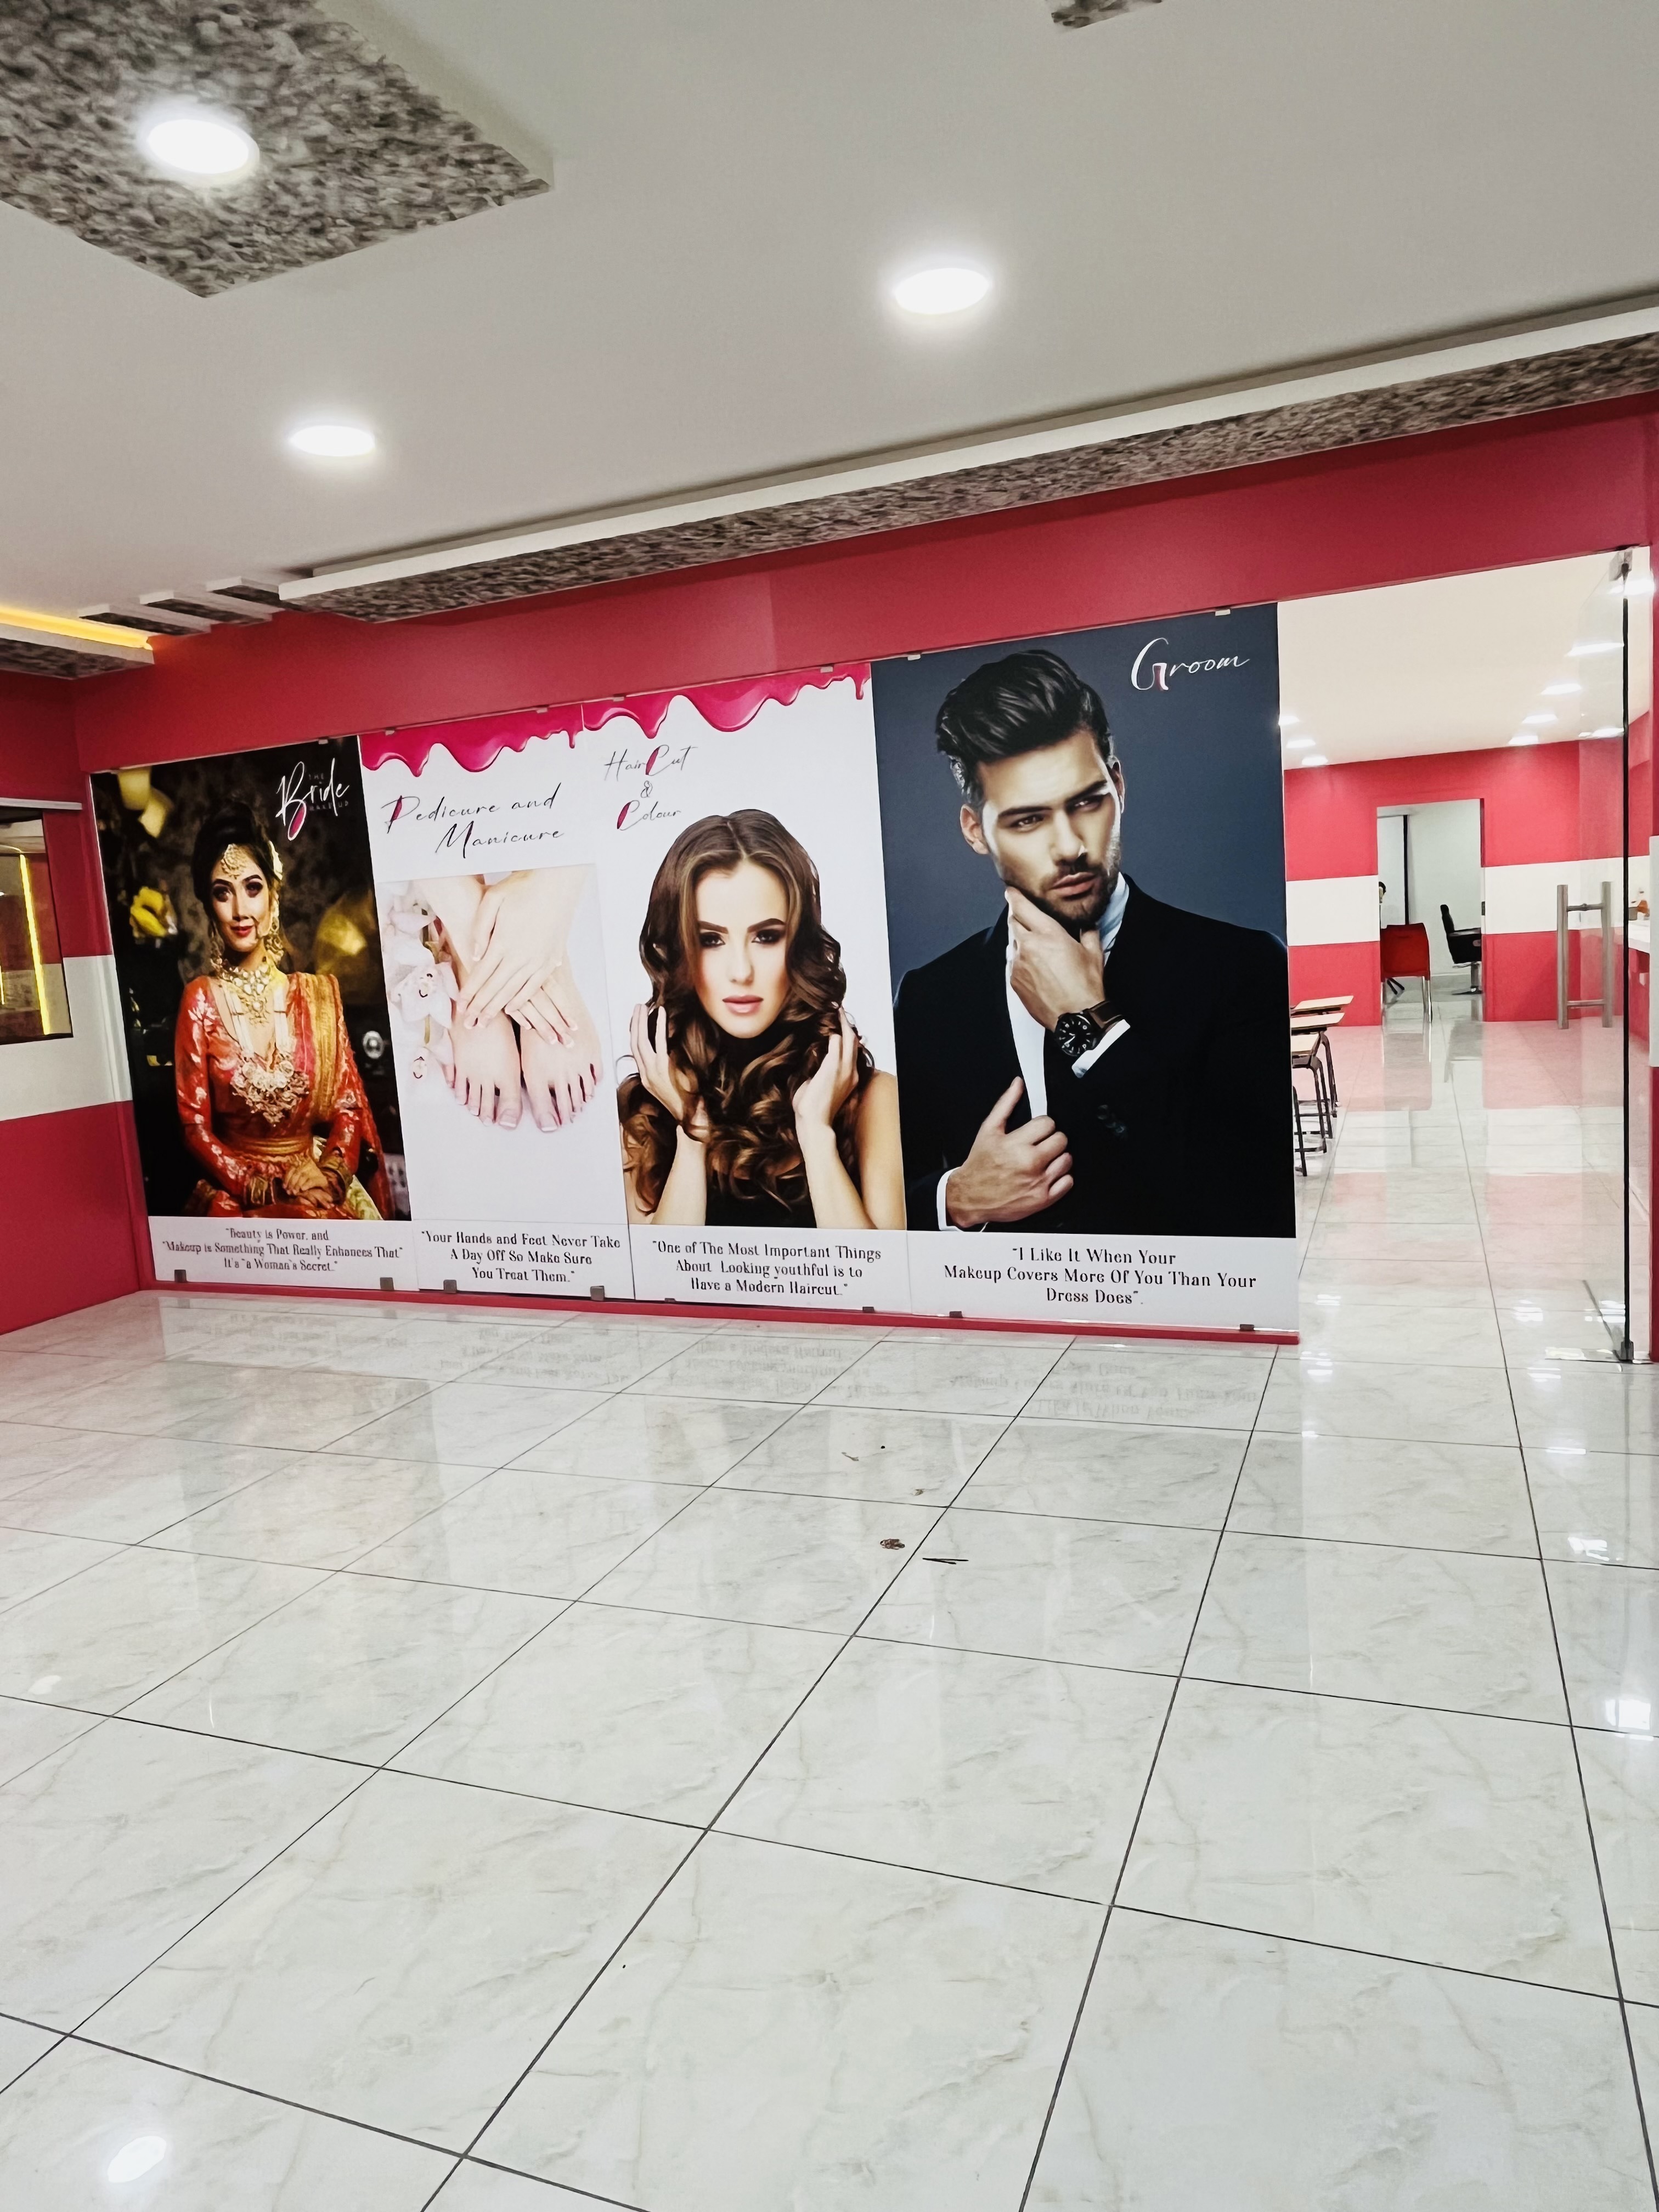 THE
Bride
MAKEUP
"Beauty is Power, and
"Makeup is Something That Really Enhances That"
It's "a Woman's Secret."
Pedicure and
Manicure
"Your Hands and Feet Never Take
A Day Off So Make Sure
You Treat Them."
HairCut
&
Colour
"One of The Most Important Things
About Looking youthful is to
Have a Modern Haircut."
Groom
"I Like It When Your
Makeup Covers More Of You Than Your
Dress Does".